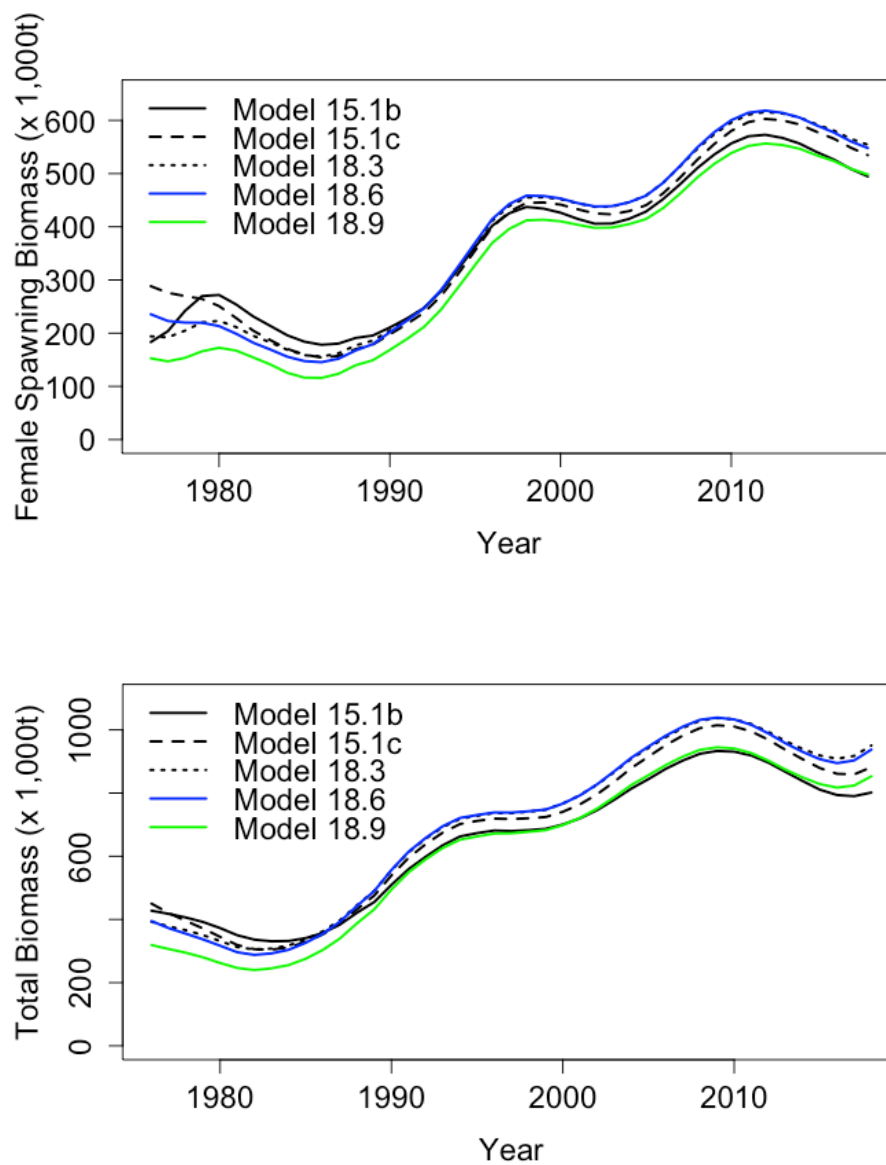 Female Spawning Biomass (x 1,000t)
600
500
400
300
200
100
0
Model 15.1b
Model 15.1c
Model 18.3
Model 18.6
Model 18.9
1980 1990 2000 2010
Year
Total Biomass (x 1,000t)
1000
600
200
0
Model 15.1b
Model 15.1c
Model 18.3
Model 18.6
Model 18.9
1980 1990 2000 2010
Year